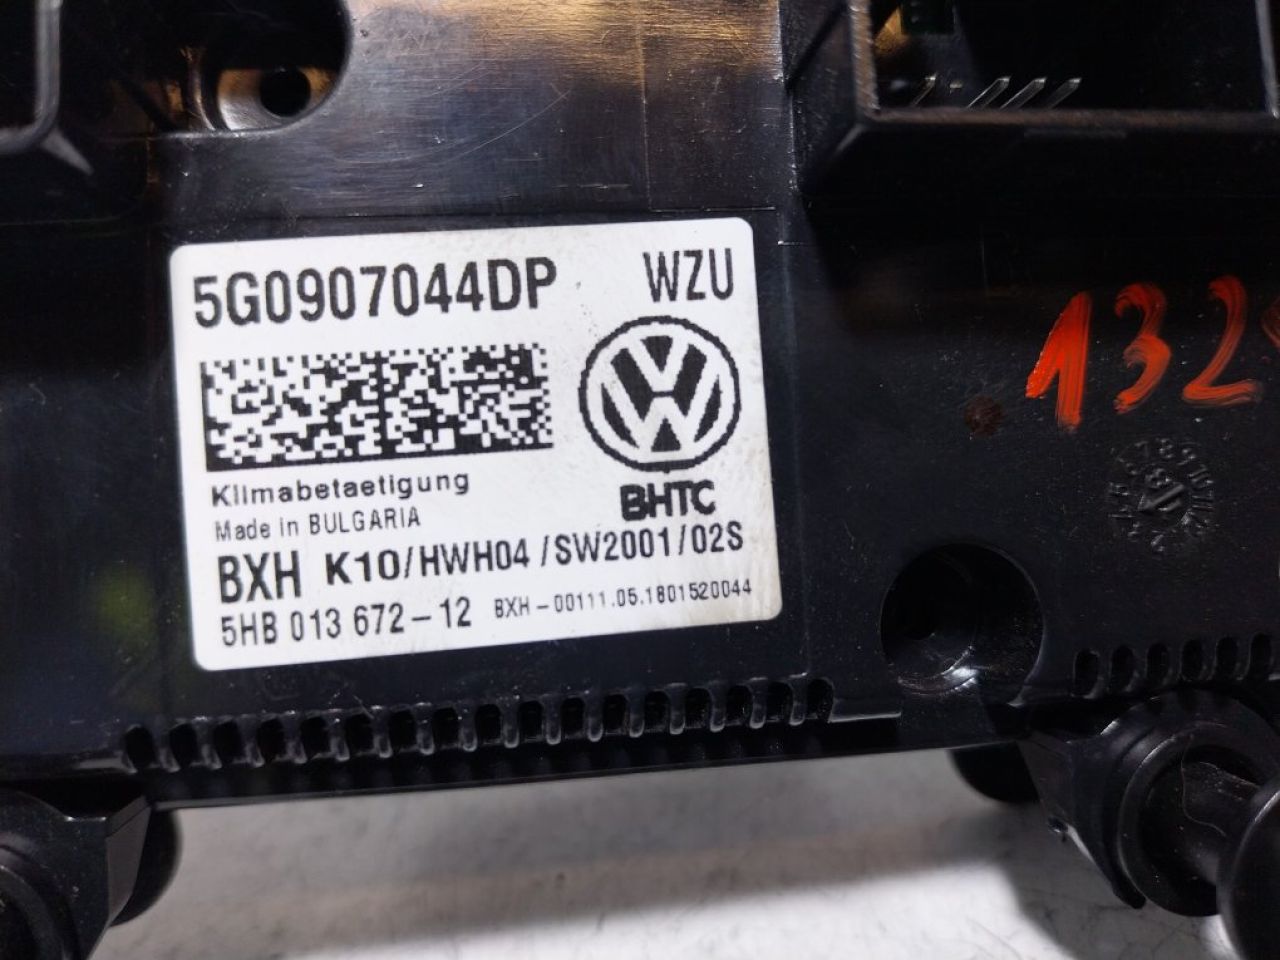 5G0907044DP WZU
BHTC
Klimabetaetigung
Made in BULGARIA
BXH K10/HWH04/SW2001/02S
5HB 013 672-12 BXH-00111.05.1801520044
132